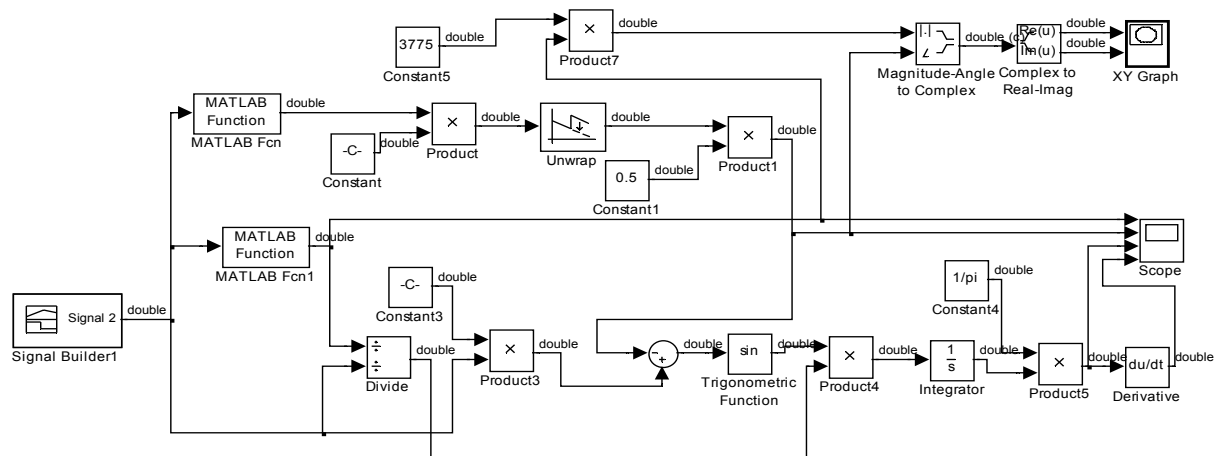 double
double
3775
Constant5
×
Product7
double
|.|
∠
double (c)
Magnitude-Angle
to Complex
Re(u)
Im(u)
Complex to
Real-Imag
double
double
XY Graph
MATLAB
Function
MATLAB Fcn
double
-C-
Constant
double
×
Product
double
Unwrap
double
0.5
Constant1
double
×
Product1
double
MATLAB
Function
MATLAB Fcn1
double
Scope
Signal 2
Signal Builder1
double
-C-
Constant3
double
÷
÷
Divide
double
×
Product3
double
-
+
double
sin
Trigonometric
Function
double
×
Product4
double
1
s
Integrator
double
1/pi
Constant4
double
×
Product5
double
du/dt
Derivative
double